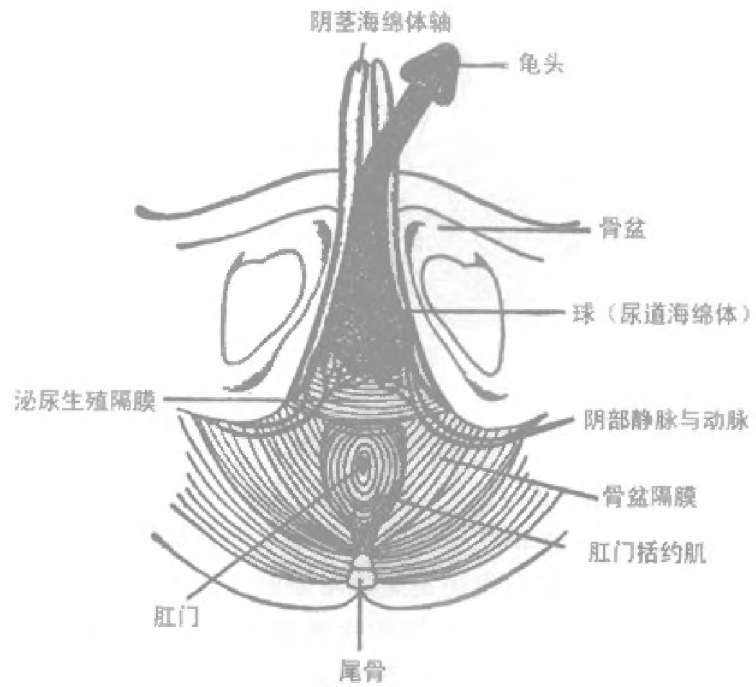 阴茎海绵体轴
龟头
骨盆
球（尿道海绵体）
泌尿生殖隔膜
阴部静脉与动脉
骨盆隔膜
肛门括约肌
肛门
尾骨